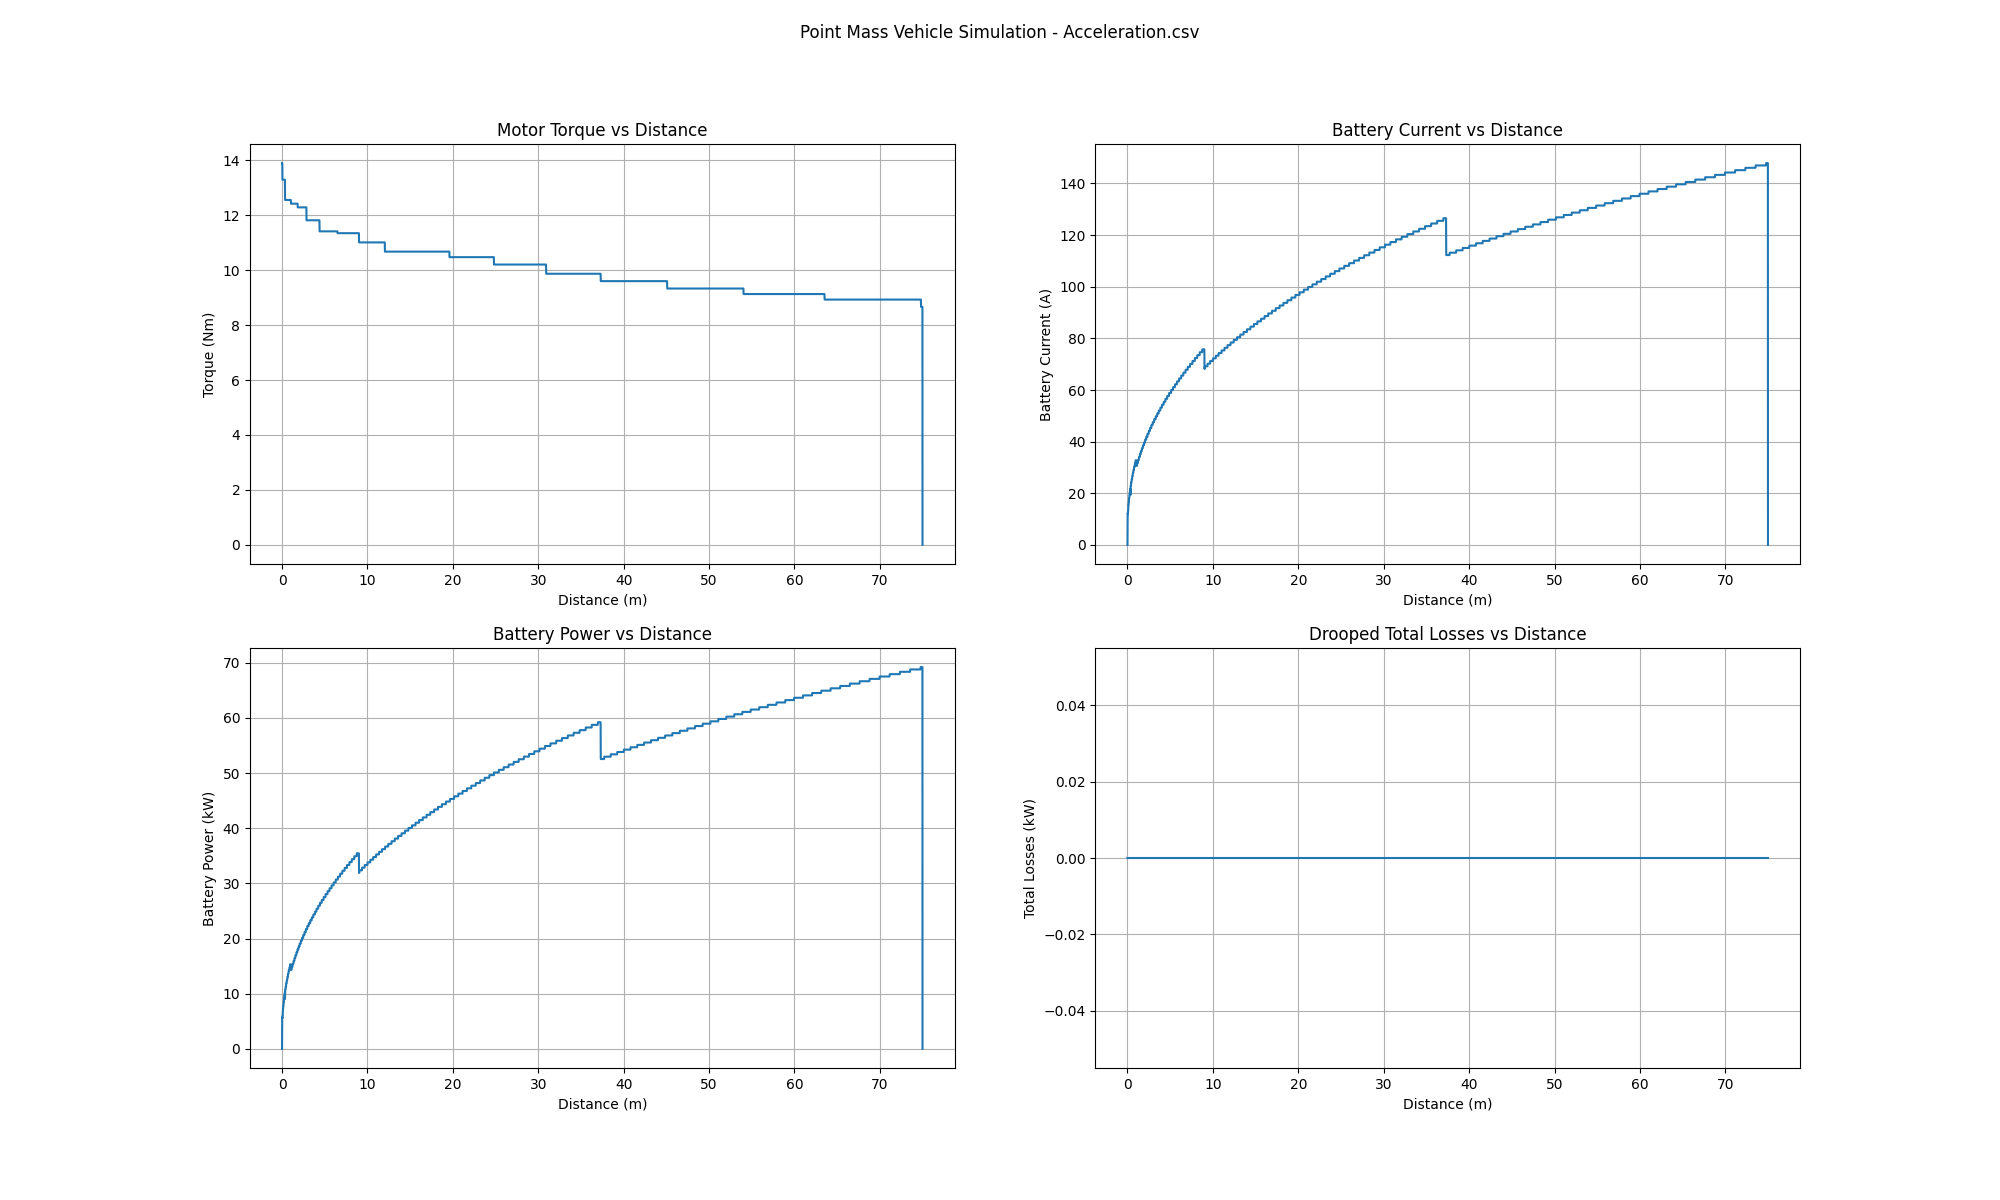 Point Mass Vehicle Simulation - Acceleration.csv
Motor Torque vs Distance
Torque (Nm)
14
12
10
8
6
4
2
0
0 10 20 30 40 50 60 70
Distance (m)
Battery Current vs Distance
Battery Current (A)
140
120
100
80
60
40
20
0
0 10 20 30 40 50 60 70
Distance (m)
Battery Power vs Distance
Battery Power (kW)
70
60
50
40
30
20
10
0
0 10 20 30 40 50 60 70
Distance (m)
Drooped Total Losses vs Distance
Total Losses (kW)
0.04
0.02
0.00
−0.02
−0.04
0 10 20 30 40 50 60 70
Distance (m)